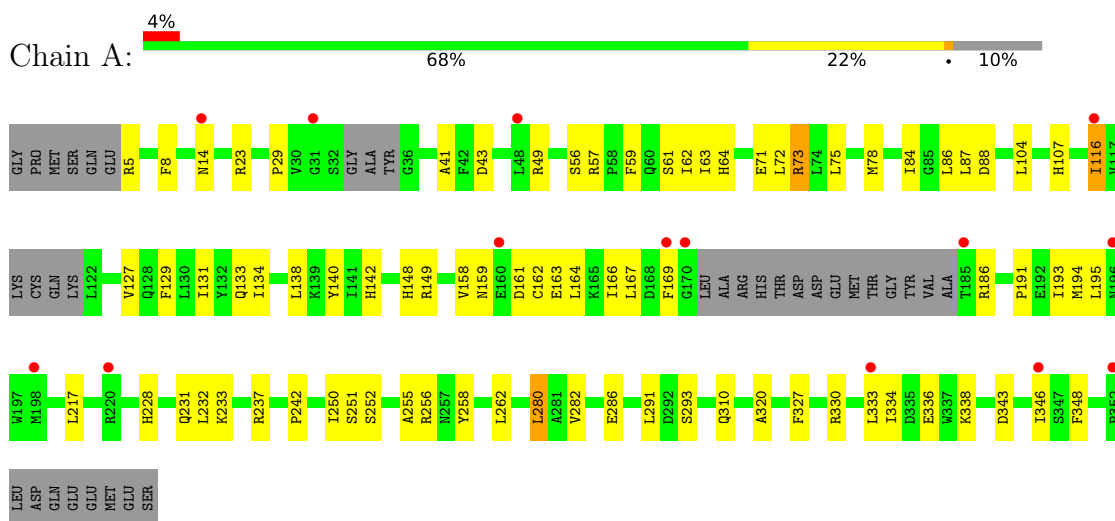 4%
Chain A:
68% 22% • 10%
GLY PRO MET SER GLN GLU R5 F8 N14 R23 P29 V30 G31 S32 GLY ALA TYR G36 A41 F42 D43 L48 R49 S56 R57 P58 F59 Q60 S61 I62 I63 H64 E71 L72 R73 L74 L75 M78 I84 G85 L86 L87 D88 L104 H107 I116 V117
LYS CYS GLN LYS L122 V127 Q128 F129 L130 I131 Y132 Q133 I134 L138 K139 Y140 I141 H142 H148 R149 V158 N159 E160 D161 C162 E163 L164 K165 I166 L167 D168 F169 G170 LEU ALA ARG HIS THR ASP ASP GLU MET THR GLY TYR VAL ALA T185 R186 P191 E192 I193 M194 L195 N196
W197 M198 L217 R220 H228 Q231 L232 K233 R237 P242 I250 S251 S252 A255 R256 N257 Y258 L262 L280 A281 V282 E286 L291 D292 S293 Q310 A320 F327 R330 L333 I334 D335 E336 W337 K338 D343 I346 S347 F348
LEU ASP GLN GLU GLU MET GLU SER